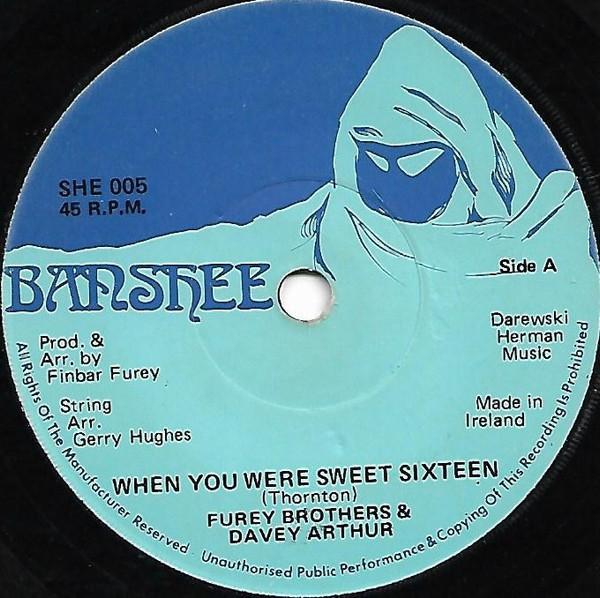 SHE 005
45 R.P.M.
BANSHEE
Side A
Prod. &
Arr. by
Finbar Furey
String
Arr.
Gerry Hughes
Darewski
Herman
Music
Made in
Ireland
WHEN YOU WERE SWEET SIXTEEN
(Thornton)
FUREY BROTHERS &
DAVEY ARTHUR
All Rights Of The Manufacturer Reserved Unauthorised Public Performance & Copying Of This Recording Is Prohibited